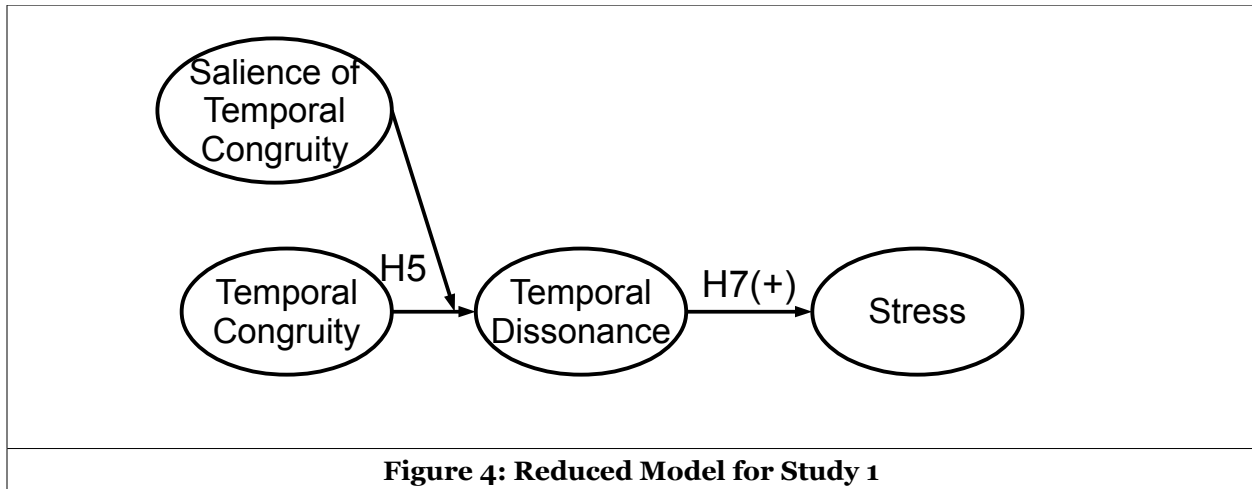 Salience of
Temporal
Congruity
H5
Temporal
Congruity
Temporal
Dissonance
H7(+)
Stress
Figure 4: Reduced Model for Study 1